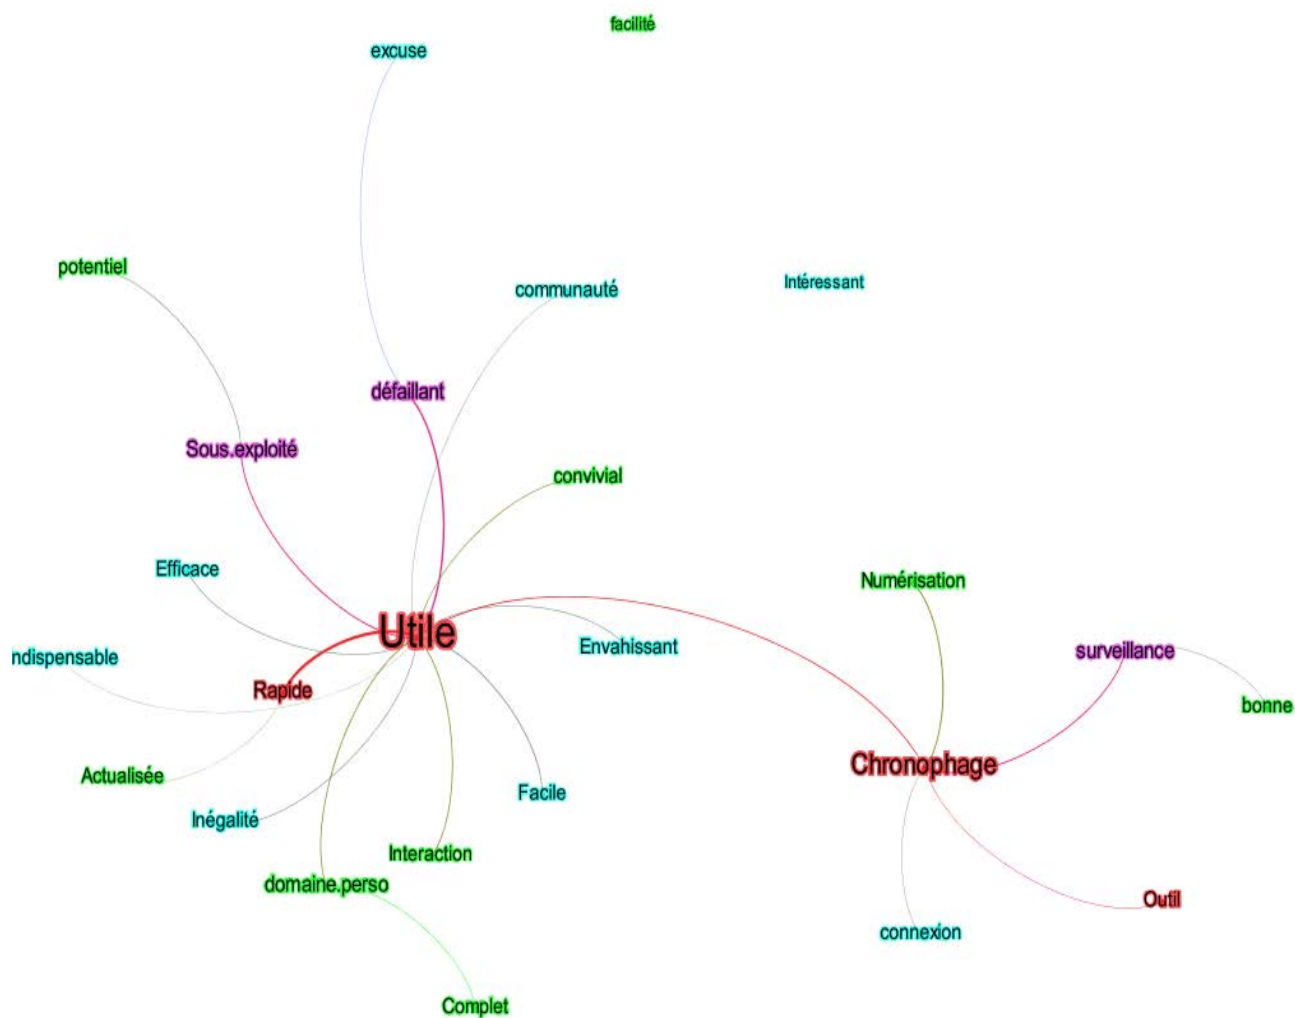 facilité
excuse
potentiel
communauté
Intéressant
défaillant
Sous.exploité
convivial
Efficace
Numérisation
Utile
Envahissant
surveillance
ndispensable
Rapide
bonne
Chronophage
Actualisée
Facile
Inégalité
Interaction
domaine.perso
Outil
connexion
Complet